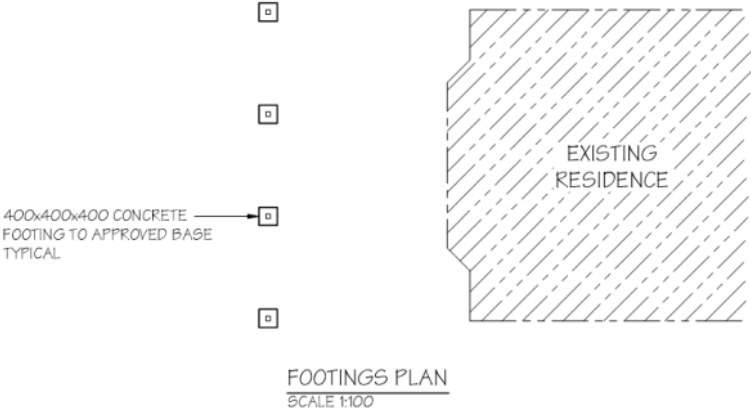 EXISTING
RESIDENCE
400x400x400 CONCRETE
FOOTING TO APPROVED BASE
TYPICAL
FOOTINGS PLAN
SCALE 1:100